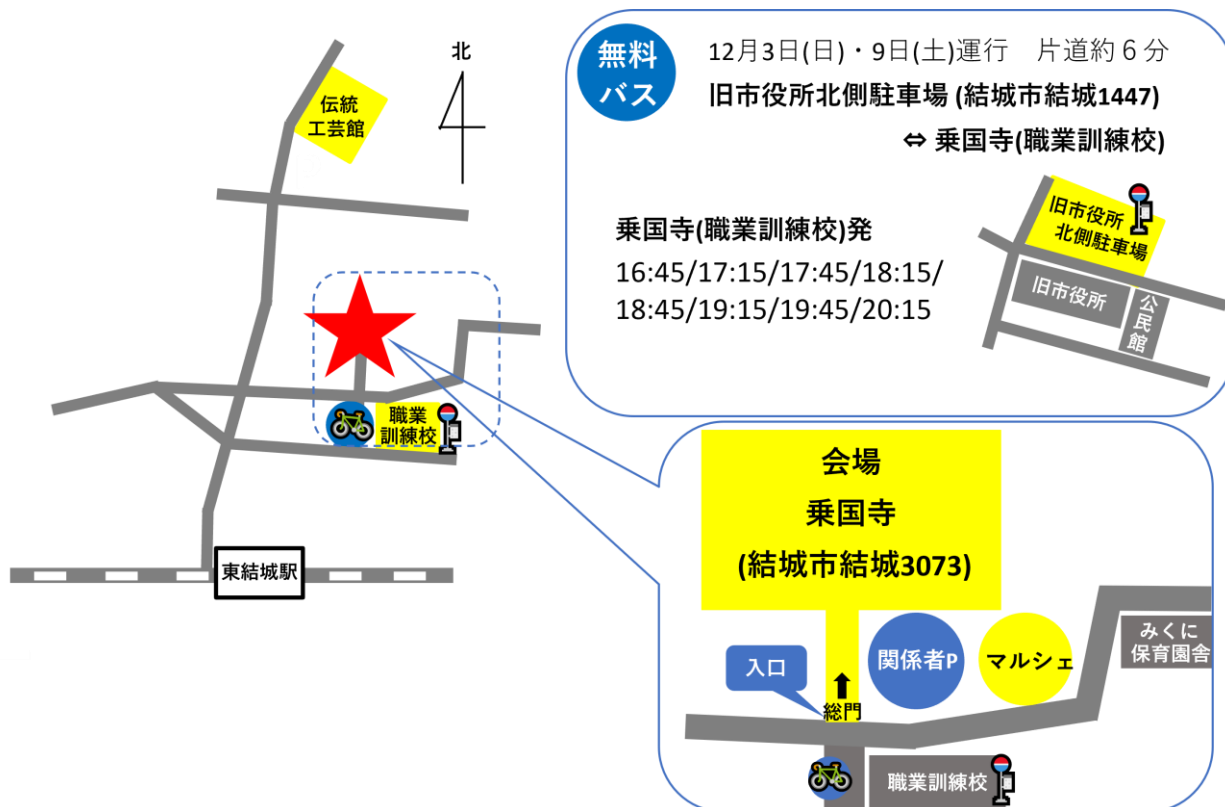 北
伝統
工芸館
職業
訓練校
東結城駅
無料
バス
12月3日(日)・9日(土)運行　片道約６分
旧市役所北側駐車場 (結城市結城1447)
⇔ 乗国寺(職業訓練校)
乗国寺(職業訓練校)発
16:45/17:15/17:45/18:15/
18:45/19:15/19:45/20:15
旧市役所
北側駐車場
旧市役所
公民館
会場
乗国寺
(結城市結城3073)
みくに
保育園舎
関係者P
マルシェ
入口
総門
職業訓練校